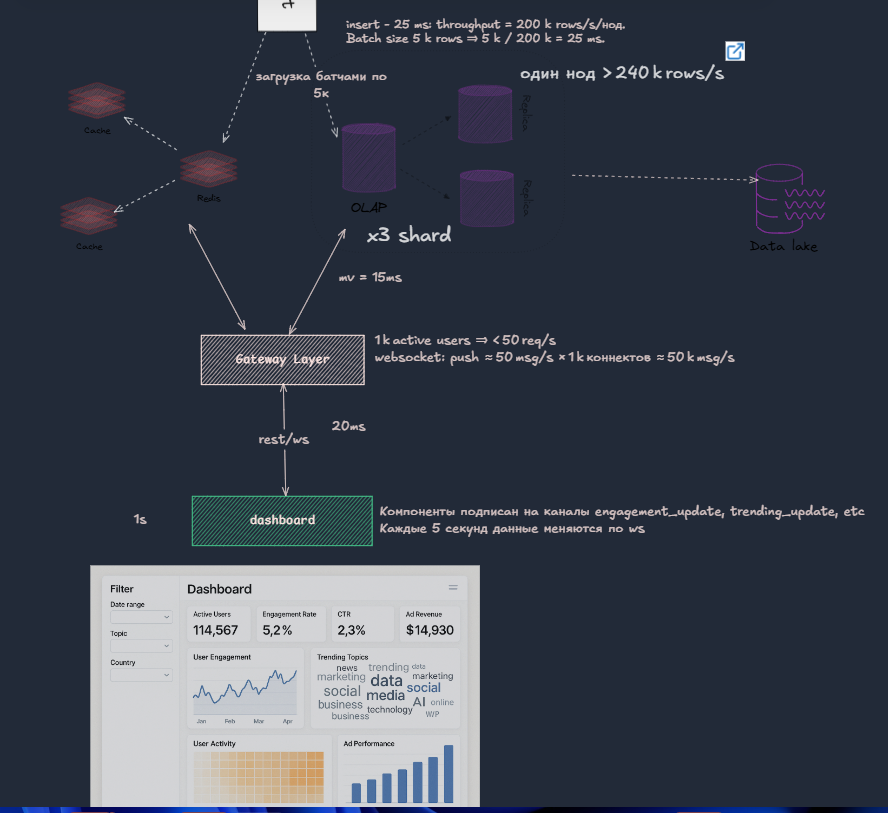 insert - 25 ms: throughput = 200 k rows/s/нод.
Batch size 5 k rows ⇒ 5 k / 200 k = 25 ms.
один нод > 240 k rows/s
загрузка батчами по
5к
Cache
Redis
Cache
OLAP
x3 shard
Replica
Replica
Data lake
mv = 15ms
Gateway Layer
1k active users ⇒ < 50 req/s
websocket: push ≈ 50 msg/s × 1k коннектов ≈ 50 k msg/s
20ms
rest/ws
1s
dashboard
Компоненты подписан на каналы engagement_update, trending_update, etc
Каждые 5 секунд данные меняются по ws
Filter
Date range
Topic
Country
Dashboard
Active Users
114,567
Engagement Rate
5,2%
CTR
2,3%
Ad Revenue
$14,930
User Engagement
Jan Feb Mar Apr
Trending Topics
news trending data
marketing data marketing
social media social
business AI online
technology
business
User Activity
Ad Performance